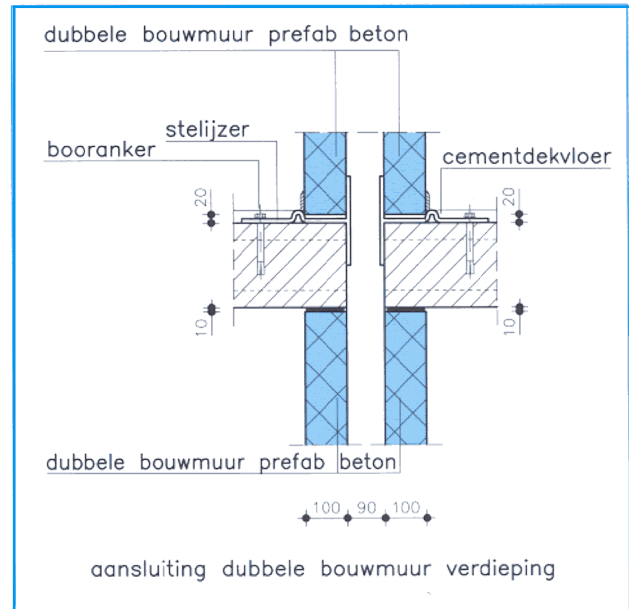 dubbele bouwmuur prefab beton
stelijzer
booranker
cementdekvloer
20
20
10
10
dubbele bouwmuur prefab beton
100 90 100
aansluiting dubbele bouwmuur verdieping